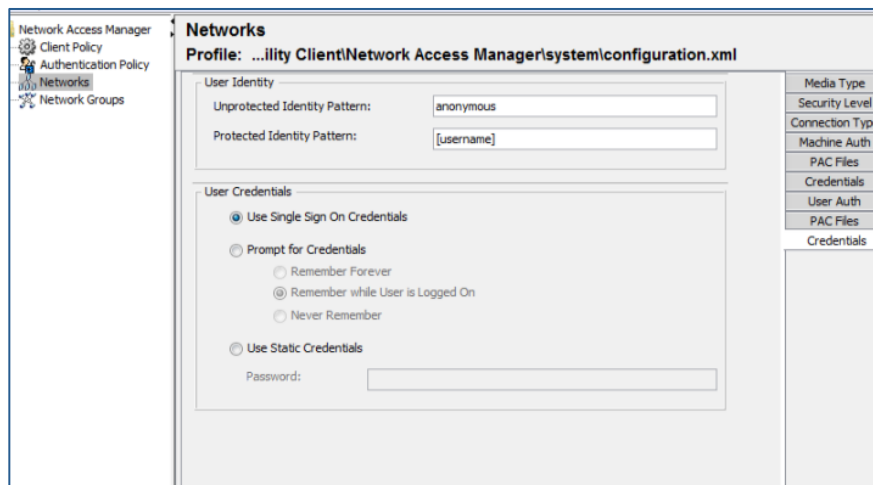 Network Access Manager
Client Policy
Authentication Policy
Networks
Network Groups
Networks
Profile: ...ility Client\Network Access Manager\system\configuration.xml
User Identity
Unprotected Identity Pattern: anonymous
Protected Identity Pattern: [username]
User Credentials
Use Single Sign On Credentials
Prompt for Credentials
Remember Forever
Remember while User is Logged On
Never Remember
Use Static Credentials
Password:
Media Type
Security Level
Connection Typ
Machine Auth
PAC Files
Credentials
User Auth
PAC Files
Credentials